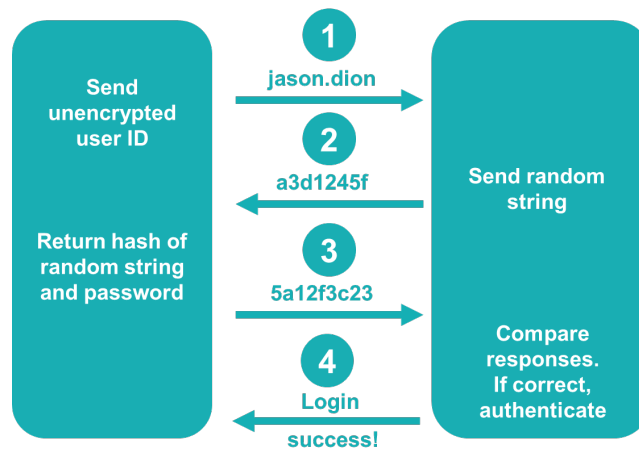 Send
unencrypted
user ID
Return hash of
random string
and password
1
jason.dion
2
a3d1245f
3
5a12f3c23
4
Login
success!
Send random
string
Compare
responses.
If correct,
authenticate